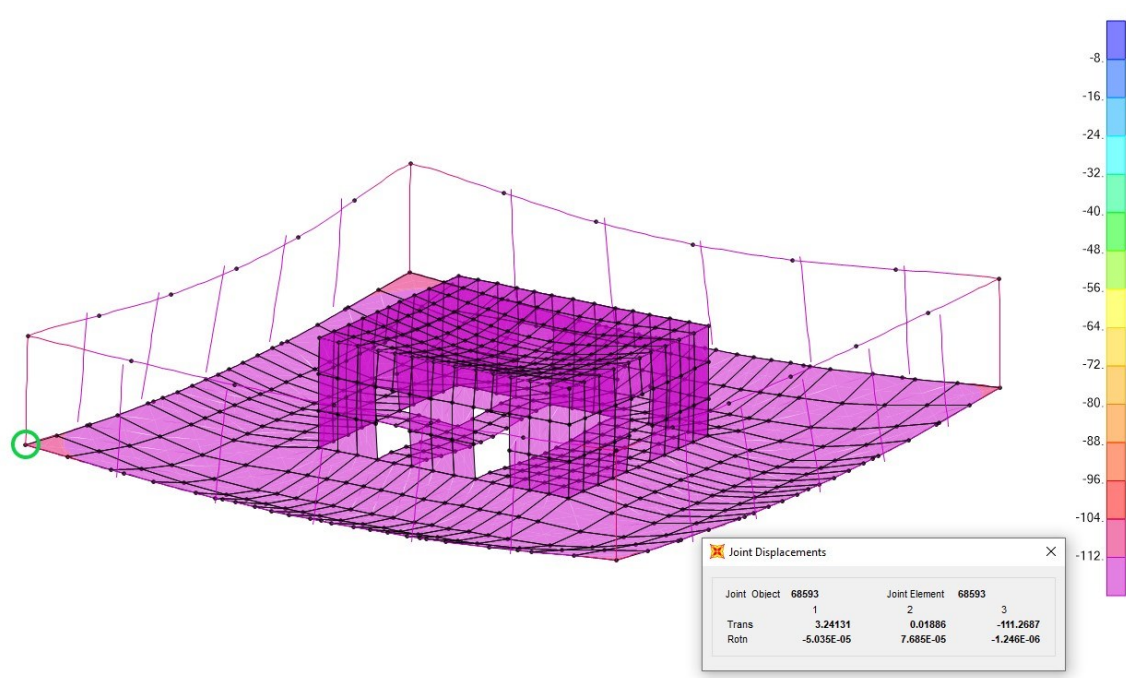 -8.
-16.
-24.
-32.
-40.
-48.
-56.
-64.
-72.
-80.
-88.
-96.
-104.
-112.
Joint Displacements
Joint Object 68593 Joint Element 68593
1 2 3
Trans 3.24131 0.01886 -111.2687
Rotn -5.035E-05 7.685E-05 -1.246E-06